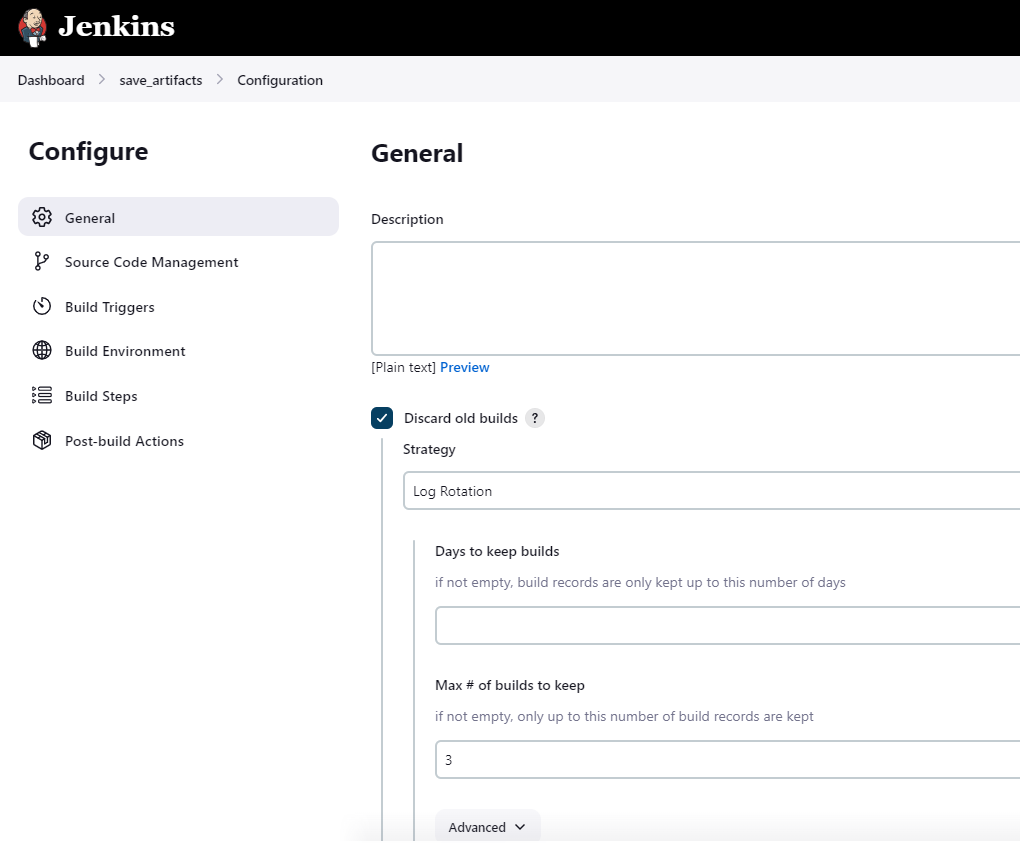 Jenkins
Dashboard > save_artifacts > Configuration
Configure
General
Source Code Management
Build Triggers
Build Environment
Build Steps
Post-build Actions
General
Description
[Plain text] Preview
Discard old builds ?
Strategy
Log Rotation
Days to keep builds
if not empty, build records are only kept up to this number of days
Max # of builds to keep
if not empty, only up to this number of build records are kept
3
Advanced